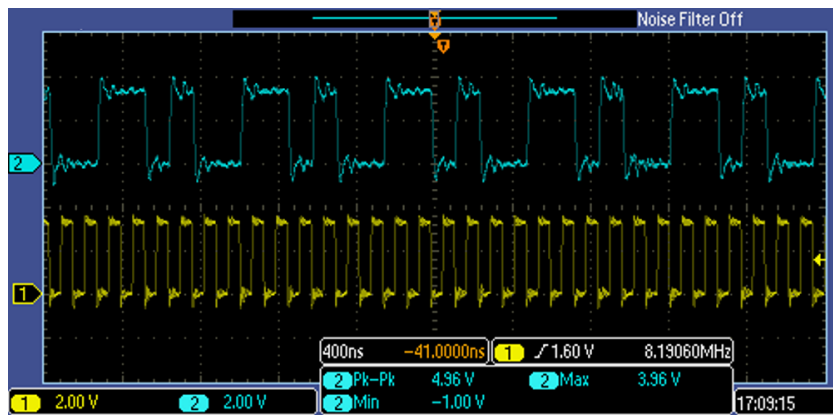 Noise Filter Off
T
T
2
1
400ns -41.0000ns 1 / 1.60 V 8.19060MHz
2 Pk-Pk 4.96 V 2 Max 3.96 V
1 2.00 V 2 2.00 V 2 Min -1.00 V 17:09:15